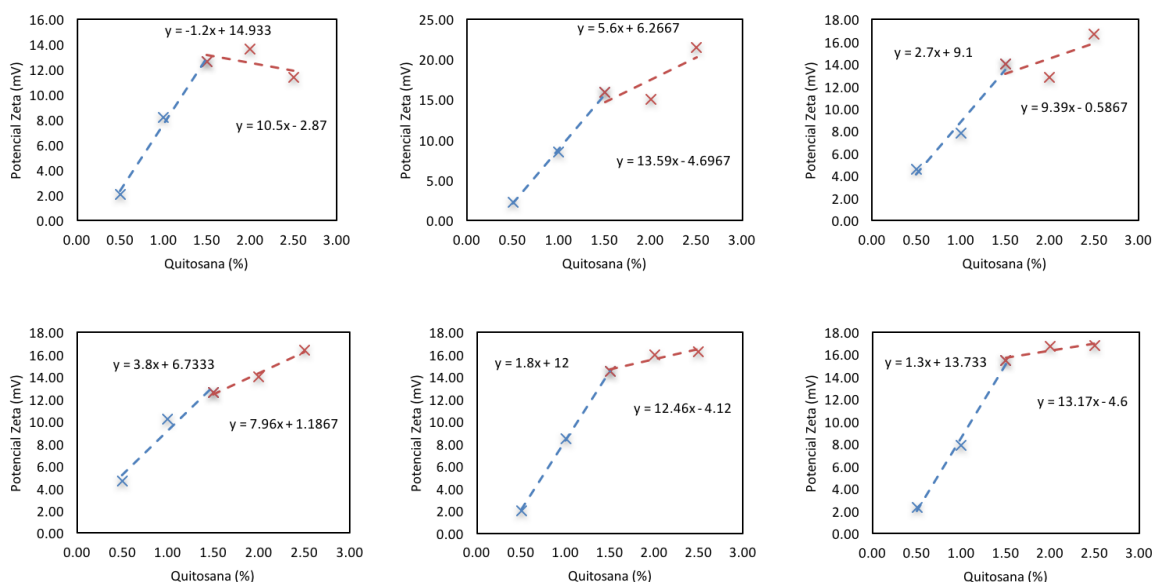 Potencial Zeta (mV)
16.00
14.00
12.00
10.00
8.00
6.00
4.00
2.00
0.00
y = -1.2x + 14.933
y = 10.5x - 2.87
0.00 0.50 1.00 1.50 2.00 2.50 3.00
Quitosana (%)
Potencial Zeta (mV)
25.00
20.00
15.00
10.00
5.00
0.00
y = 5.6x + 6.2667
y = 13.59x - 4.6967
0.00 0.50 1.00 1.50 2.00 2.50 3.00
Quitosana (%)
Potencial Zeta (mV)
18.00
16.00
14.00
12.00
10.00
8.00
6.00
4.00
2.00
0.00
y = 2.7x + 9.1
y = 9.39x - 0.5867
0.00 0.50 1.00 1.50 2.00 2.50 3.00
Quitosana (%)
Potencial Zeta (mV)
18.00
16.00
14.00
12.00
10.00
8.00
6.00
4.00
2.00
0.00
y = 3.8x + 6.7333
y = 7.96x + 1.1867
0.00 0.50 1.00 1.50 2.00 2.50 3.00
Quitosana (%)
Potencial Zeta (mV)
18.00
16.00
14.00
12.00
10.00
8.00
6.00
4.00
2.00
0.00
y = 1.8x + 12
y = 12.46x - 4.12
0.00 0.50 1.00 1.50 2.00 2.50 3.00
Quitosana (%)
Potencial Zeta (mV)
18.00
16.00
14.00
12.00
10.00
8.00
6.00
4.00
2.00
0.00
y = 1.3x + 13.733
y = 13.17x - 4.6
0.00 0.50 1.00 1.50 2.00 2.50 3.00
Quitosana (%)